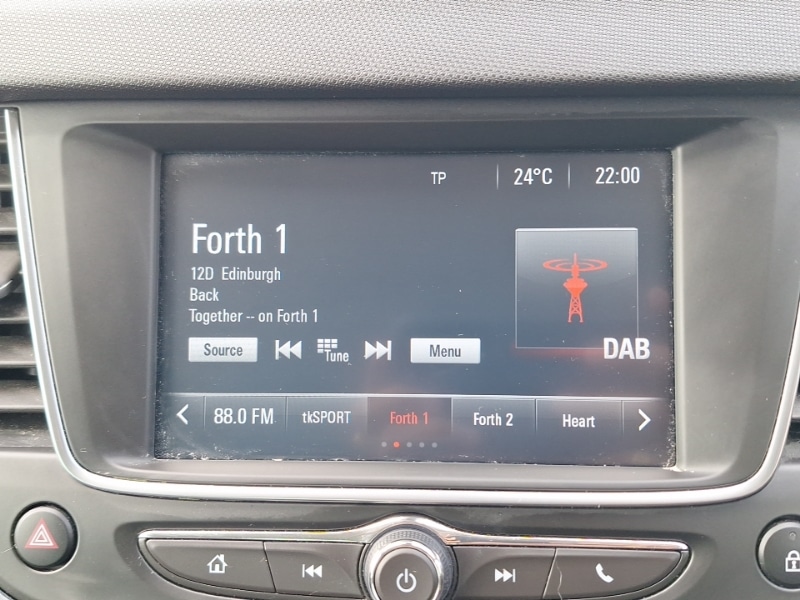 TP 24°C 22:00
Forth 1
12D Edinburgh
Back
Together -- on Forth 1
Source Tune Menu
DAB
88.0 FM tkSPORT Forth 1 Forth 2 Heart